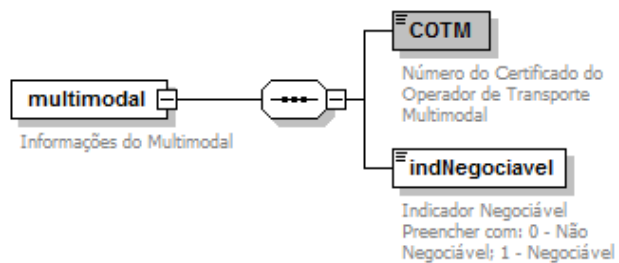 COTM
Número do Certificado do
Operador de Transporte
Multimodal
multimodal
Informações do Multimodal
indNegociavel
Indicador Negociável
Preencher com: 0 - Não
Negociável; 1 - Negociável